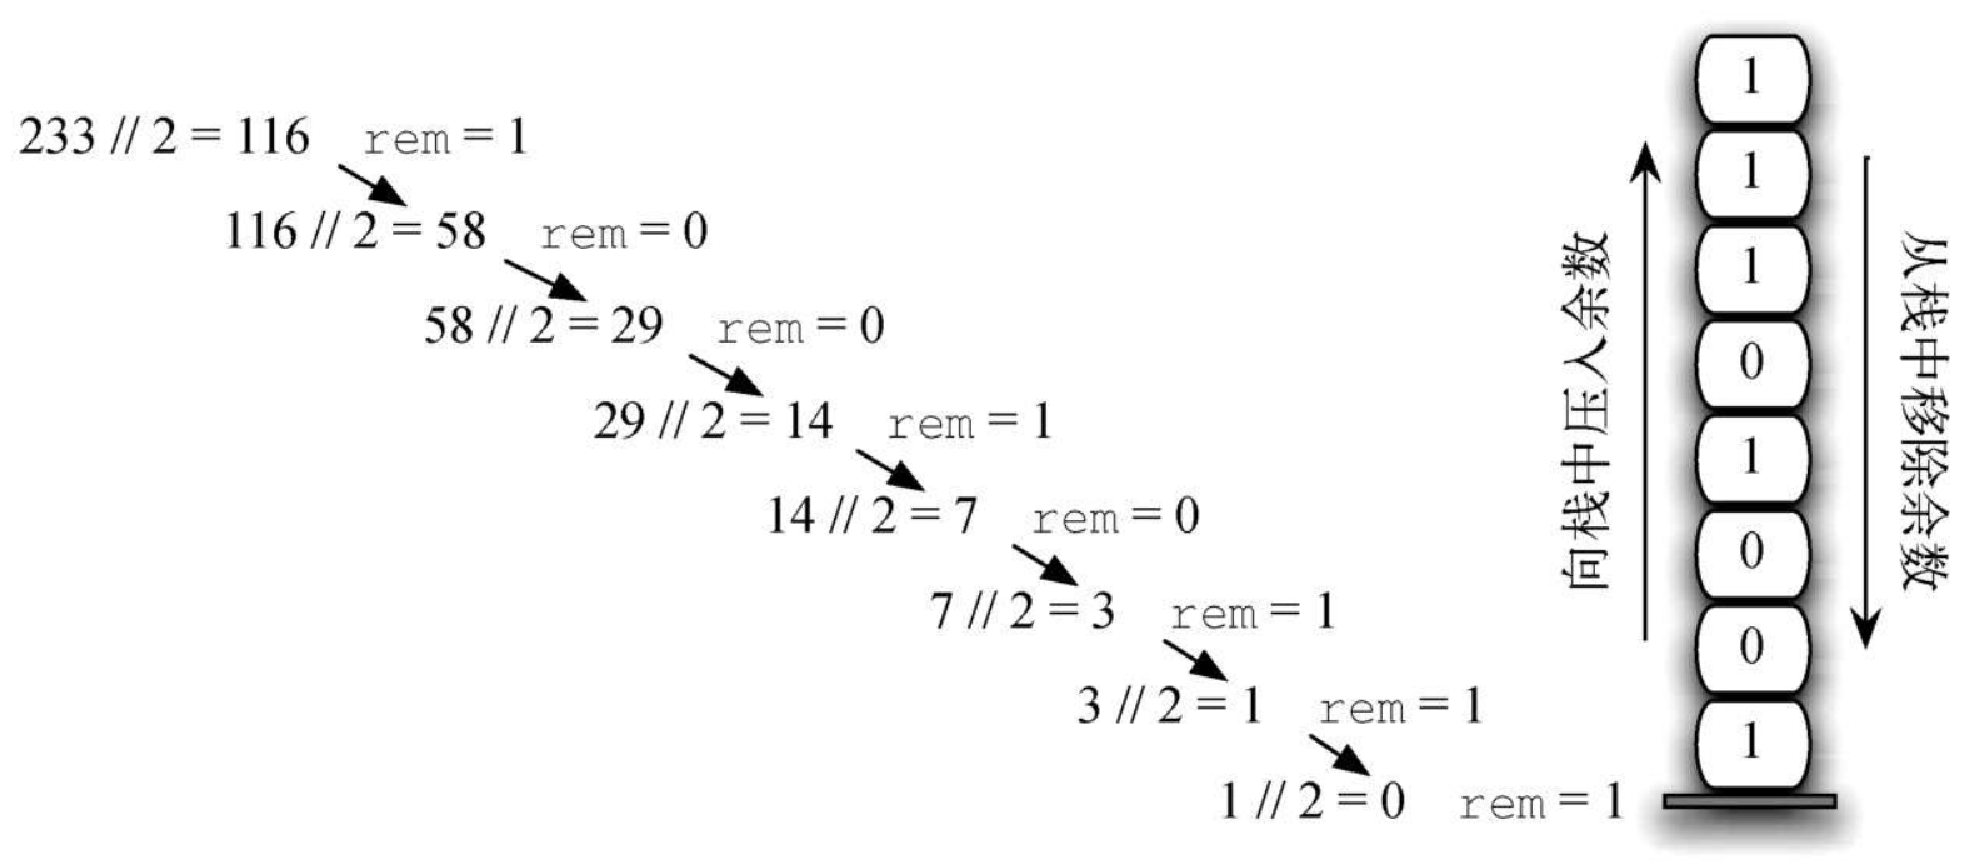 233 // 2 = 116 rem = 1
116 // 2 = 58 rem = 0
58 // 2 = 29 rem = 0
29 // 2 = 14 rem = 1
14 // 2 = 7 rem = 0
7 // 2 = 3 rem = 1
3 // 2 = 1 rem = 1
1 // 2 = 0 rem = 1
向栈中压入余数
1
1
1
0
1
0
0
1
从栈中移除余数